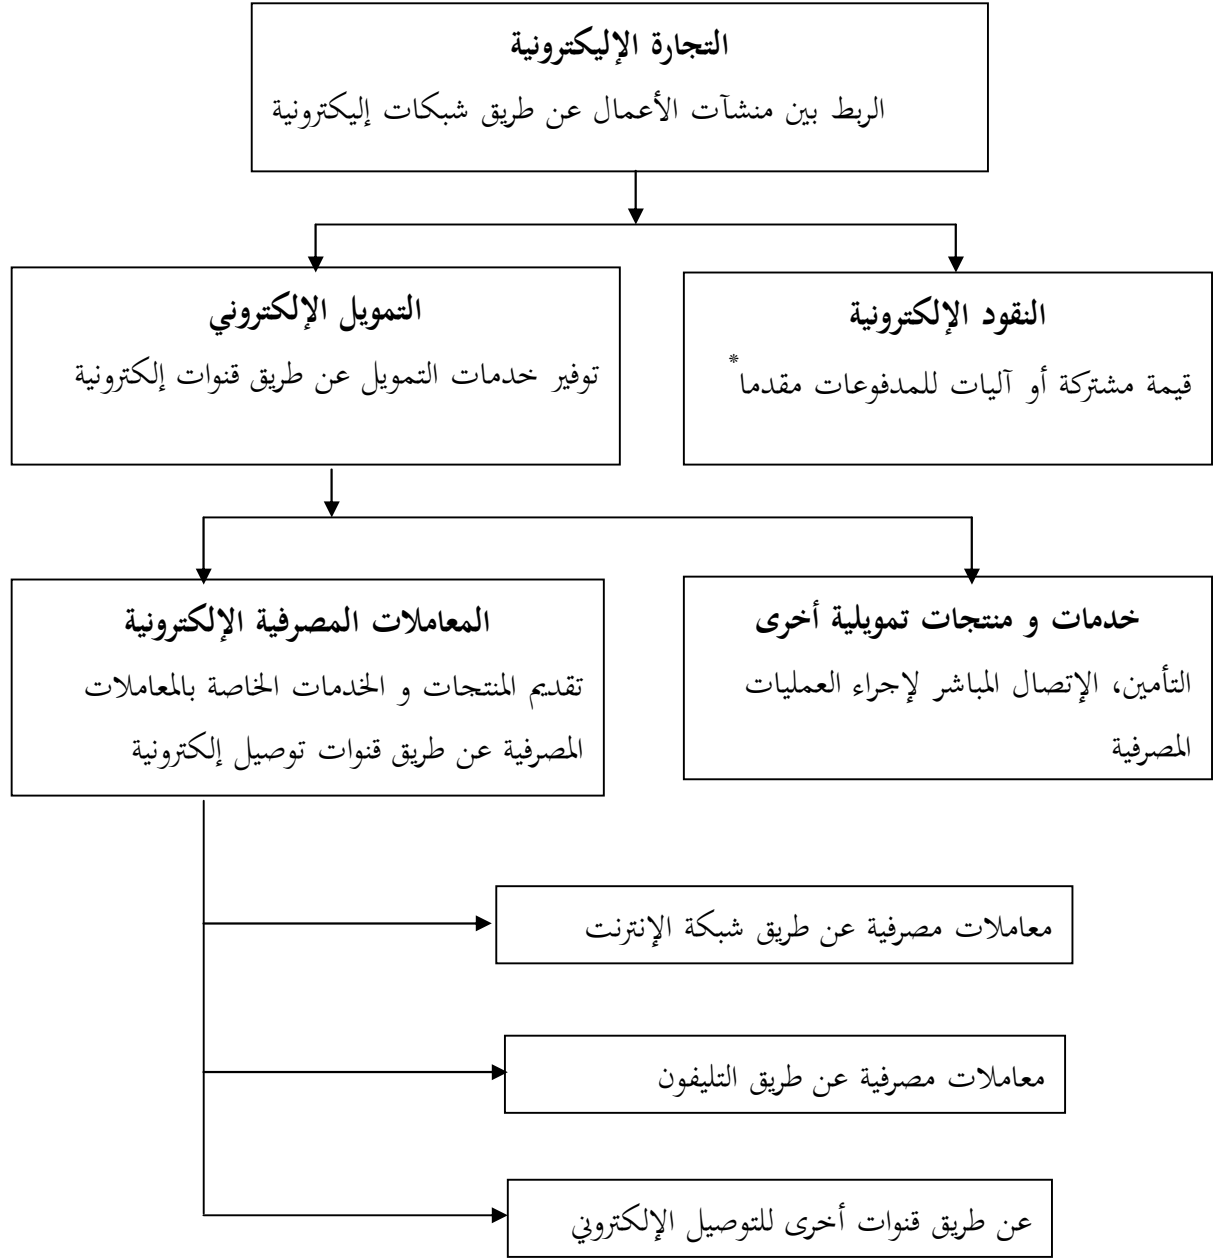 التجارة الإليكترونية
الربط بين منشآت الأعمال عن طريق شبكات إليكترونية
النقود الإلكترونية
قيمة مشتركة أو آليات للمدفوعات مقدما*
التمويل الإلكتروني
توفير خدمات التمويل عن طريق قنوات إلكترونية
خدمات و منتجات تمويلية أخرى
التأمين، الإتصال المباشر لإجراء العمليات
المصرفية
المعاملات المصرفية الإلكترونية
تقديم المنتجات و الخدمات الخاصة بالمعاملات
المصرفية عن طريق قنوات توصيل إلكترونية
معاملات مصرفية عن طريق شبكة الإنترنت
معاملات مصرفية عن طريق التليفون
عن طريق قنوات أخرى للتوصيل الإلكتروني